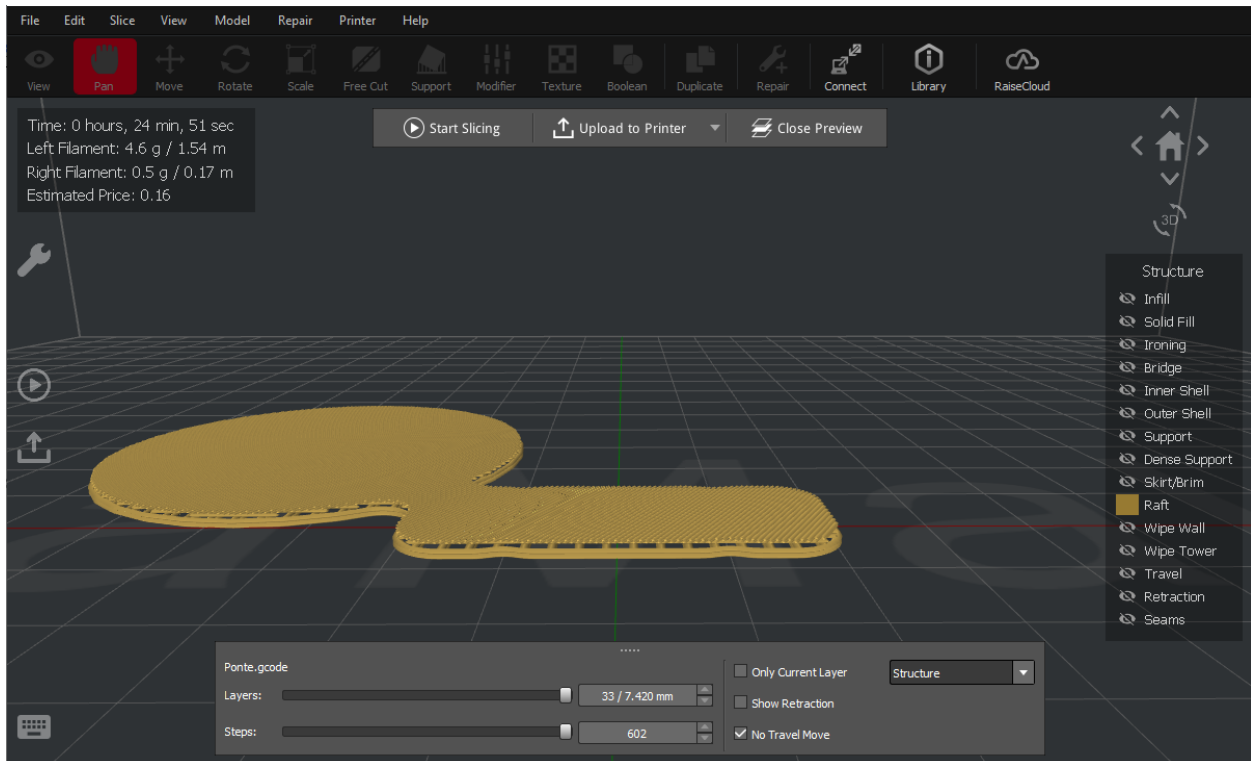 File Edit Slice View Model Repair Printer Help
View Pan Move Rotate Scale Free Cut Support Modifier Texture Boolean Duplicate Repair Connect Library RaiseCloud
Time: 0 hours, 24 min, 51 sec
Left Filament: 4.6 g / 1.54 m
Right Filament: 0.5 g / 0.17 m
Estimated Price: 0.16
Start Slicing Upload to Printer Close Preview
3D
Structure
Infill
Solid Fill
Ironing
Bridge
Inner Shell
Outer Shell
Support
Dense Support
Skirt/Brim
Raft
Wipe Wall
Wipe Tower
Travel
Retraction
Seams
Ponte.gcode
Layers: 33 / 7.420 mm
Steps: 602
Only Current Layer Structure
Show Retraction
No Travel Move